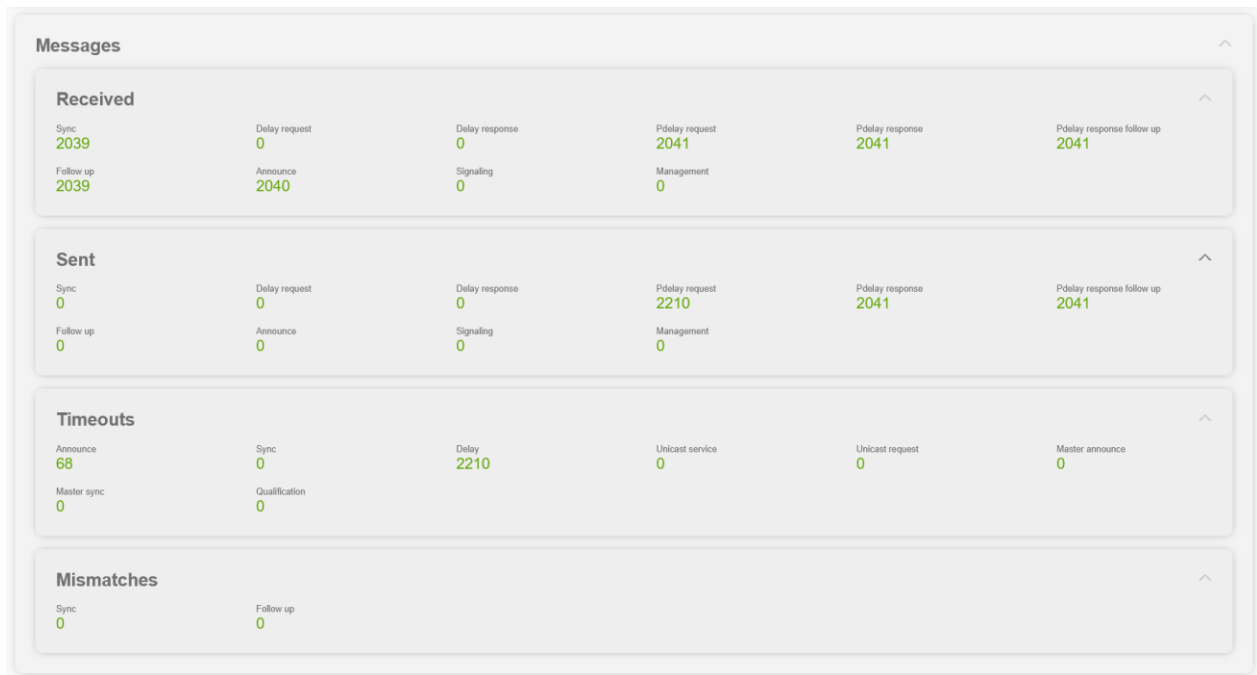 Messages
Received
Sync Delay request Delay response Pdelay request Pdelay response Pdelay response follow up
2039 0 0 2041 2041 2041
Follow up Announce Signaling Management
2039 2040 0 0
Sent
Sync Delay request Delay response Pdelay request Pdelay response Pdelay response follow up
0 0 0 2210 2041 2041
Follow up Announce Signaling Management
0 0 0 0
Timeouts
Announce Sync Delay Unicast service Unicast request Master announce
68 0 2210 0 0 0
Master sync Qualification
0 0
Mismatches
Sync Follow up
0 0